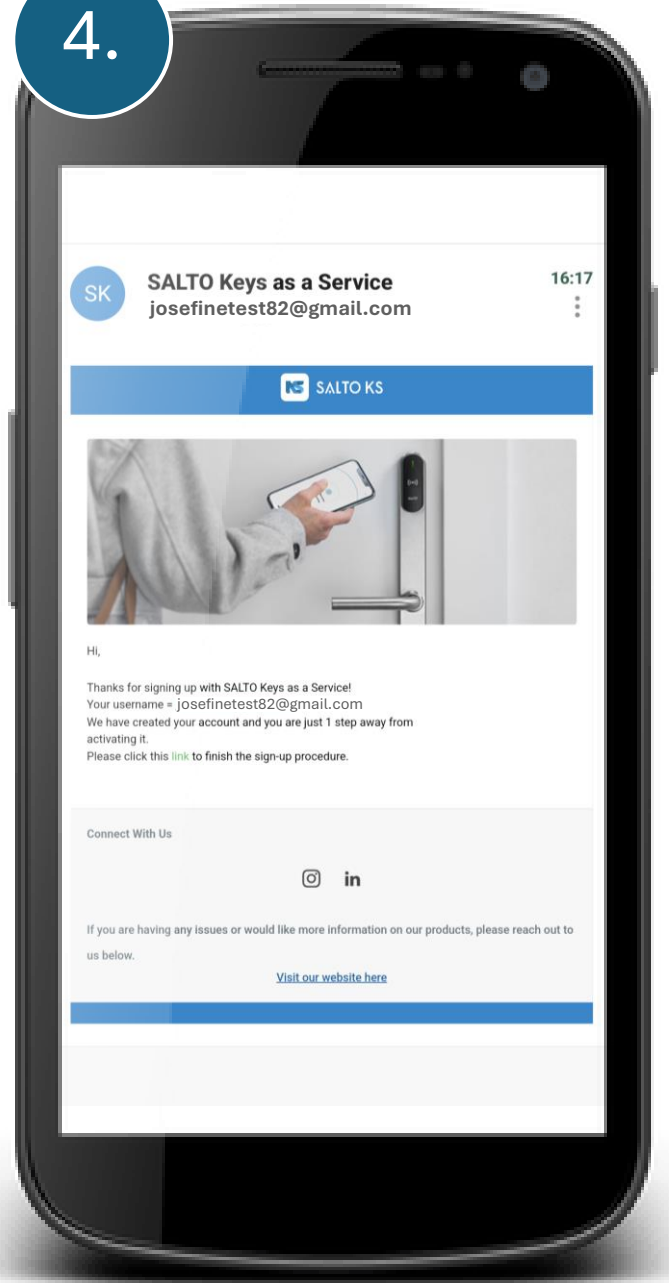 4.
SK
SALTO Keys as a Service
16:17
josefinetest82@gmail.com
SALTO KS
Hi,
Thanks for signing up with SALTO Keys as a Service!
Your username = josefinetest82@gmail.com
We have created your account and you are just 1 step away from
activating it.
Please click this link to finish the sign-up procedure.
Connect With Us
in
If you are having any issues or would like more information on our products, please reach out to
us below.
Visit our website here